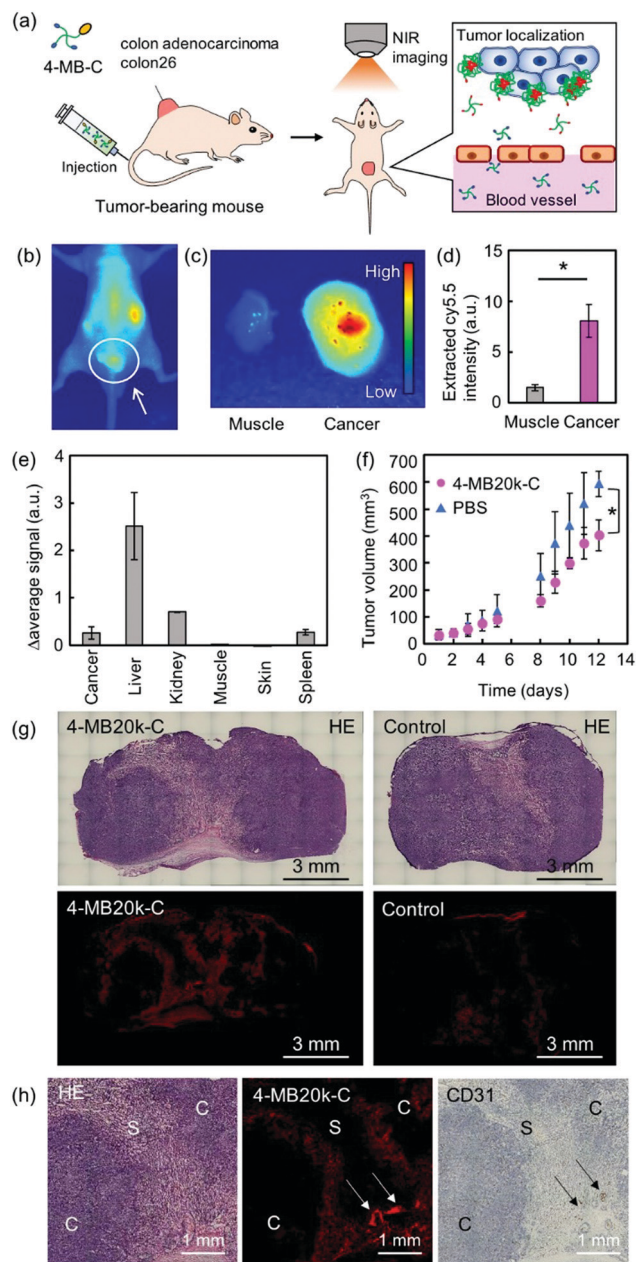 (a)
4-MB-C
colon adenocarcinoma
colon26
Injection
Tumor-bearing mouse
NIR
imaging
Tumor localization
Blood vessel
(b)
(c)
High
Low
Muscle Cancer
(d)
Extracted cy5.5
intensity (a.u.)
15
10
5
0
*
Muscle Cancer
(e)
Δaverage signal (a.u.)
4
3
2
1
0
Cancer
Liver
Kidney
Muscle
Skin
Spleen
(f)
Tumor volume (mm³)
700
600
500
400
300
200
100
0
4-MB20k-C
PBS
*
0 2 4 6 8 10 12 14
Time (days)
(g)
4-MB20k-C HE
3 mm
Control HE
3 mm
4-MB20k-C
3 mm
Control
3 mm
(h)
HE
C
S
C
1 mm
4-MB20k-C
C
S
C
1 mm
CD31
C
S
C
1 mm